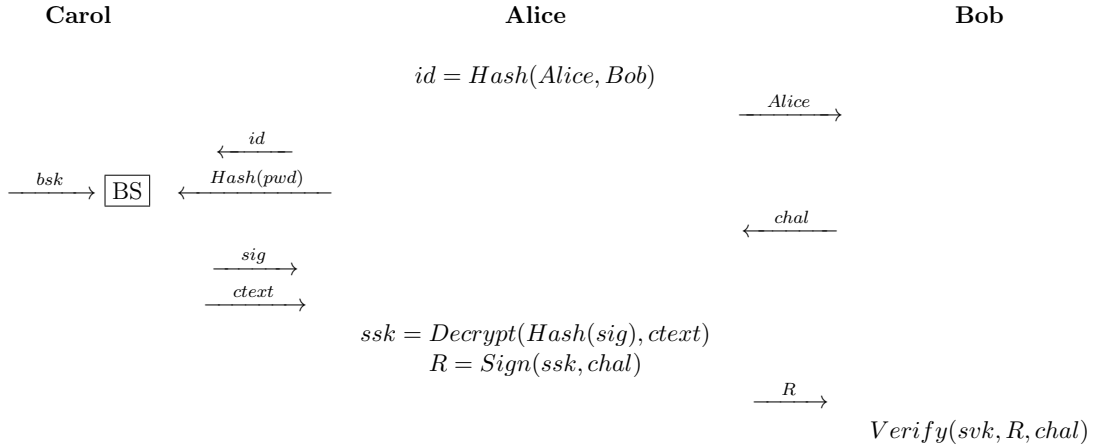 Carol Alice Bob
id = Hash(Alice, Bob)
Alice
id
bsk BS Hash(pwd)
chal
sig
ctext
ssk = Decrypt(Hash(sig), ctext)
R = Sign(ssk, chal)
R
Verify(svk, R, chal)